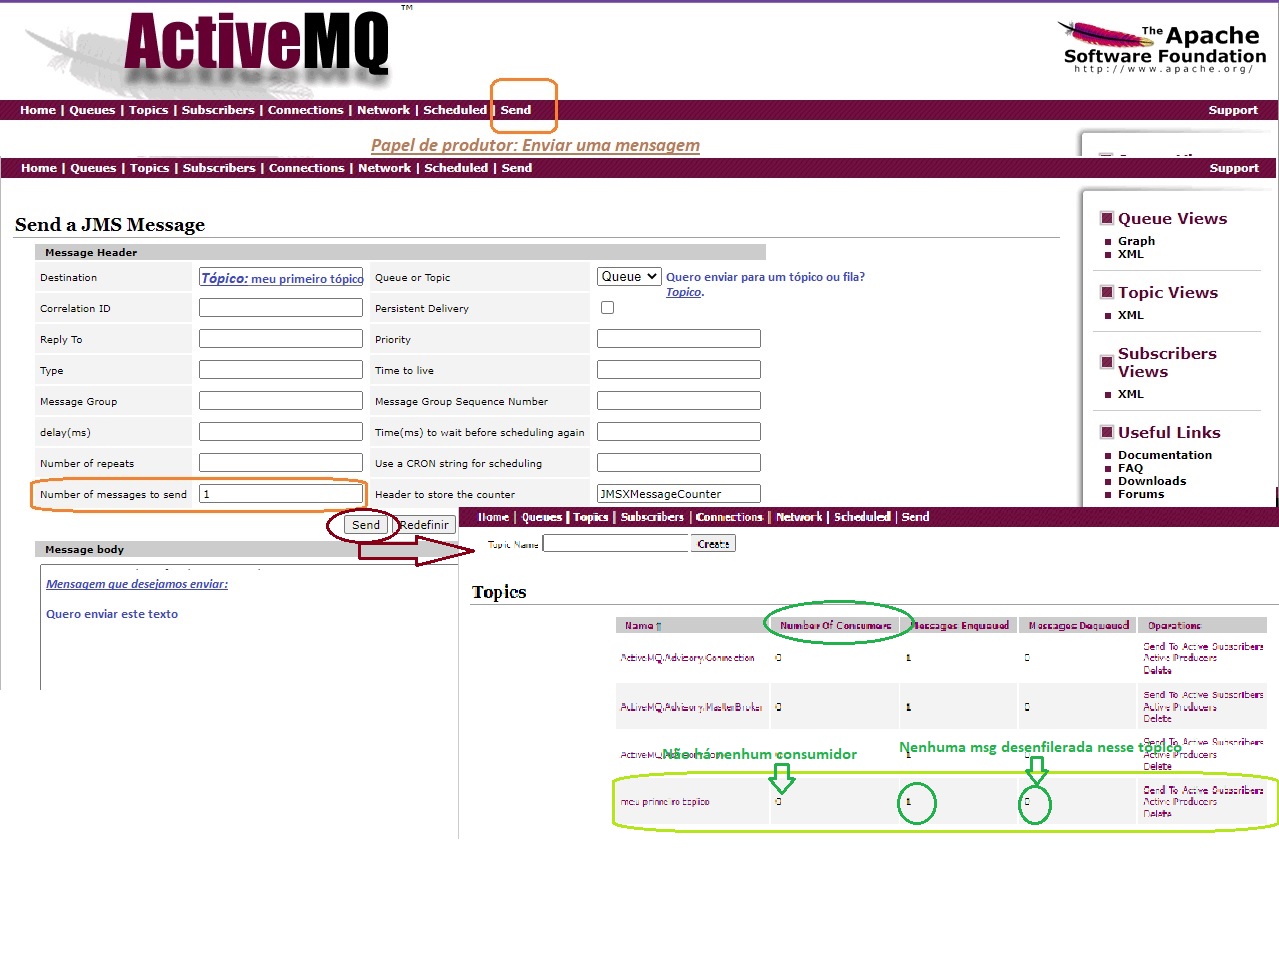 ActiveMQ
™
The Apache
Software Foundation
http://www.apache.org/
Home | Queues | Topics | Subscribers | Connections | Network | Scheduled | Send
Support
Papel de produtor: Enviar uma mensagem
Home | Queues | Topics | Subscribers | Connections | Network | Scheduled | Send
Support
Send a JMS Message
Message Header
Destination
Tópico: meu primeiro tópico
Queue or Topic
Queue
Quero enviar para um tópico ou fila?
Topico.
Correlation ID
Persistent Delivery
Reply To
Priority
Type
Time to live
Message Group
Message Group Sequence Number
delay(ms)
Time(ms) to wait before scheduling again
Number of repeats
Use a CRON string for scheduling
Number of messages to send
1
Header to store the counter
JMSXMessageCounter
Send
Redefinir
Message body
Mensagem que desejamos enviar:
Quero enviar este texto
Queue Views
Graph
XML
Topic Views
XML
Subscribers
Views
XML
Useful Links
Documentation
FAQ
Downloads
Forums
Home | Queues | Topics | Subscribers | Connections | Network | Scheduled | Send
Topic Name
Create
Topics
Name ↑
Number Of Consumers
Messages Enqueued
Messages Dequeued
Operations
ActiveMQ.Advisory.Connection
0
1
0
Send To Active Subscribers
Active Producers
Delete
ActiveMQ.Advisory.MasterBroker
0
1
0
Send To Active Subscribers
Active Producers
Delete
Não há nenhum consumidor
Nenhuma msg desenfilerada nesse tópico
Send To Active Subscribers
Active Producers
Delete
meu primeiro topico
0
1
0
Send To Active Subscribers
Active Producers
Delete